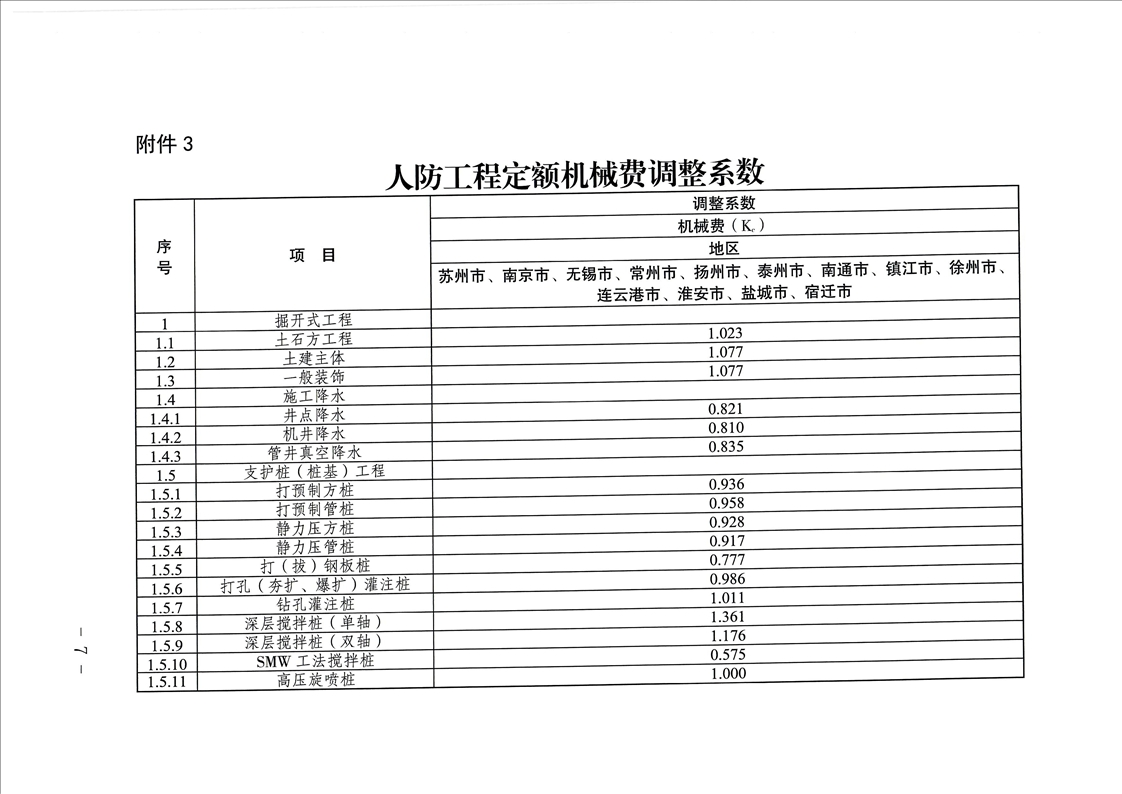 附件 3
人防工程定额机械费调整系数
序号 项 目 调整系数
机械费（Kc）
地区
苏州市、南京市、无锡市、常州市、扬州市、泰州市、南通市、镇江市、徐州市、
连云港市、淮安市、盐城市、宿迁市
1 掘开式工程
1.1 土石方工程 1.023
1.2 土建主体 1.077
1.3 一般装饰 1.077
1.4 施工降水
1.4.1 井点降水 0.821
1.4.2 机井降水 0.810
1.4.3 管井真空降水 0.835
1.5 支护桩（桩基）工程
1.5.1 打预制方桩 0.936
1.5.2 打预制管桩 0.958
1.5.3 静力压方桩 0.928
1.5.4 静力压管桩 0.917
1.5.5 打（拔）钢板桩 0.777
1.5.6 打孔（夯扩、爆扩）灌注桩 0.986
1.5.7 钻孔灌注桩 1.011
1.5.8 深层搅拌桩（单轴） 1.361
1.5.9 深层搅拌桩（双轴） 1.176
1.5.10 SMW 工法搅拌桩 0.575
1.5.11 高压旋喷桩 1.000
- 7 -